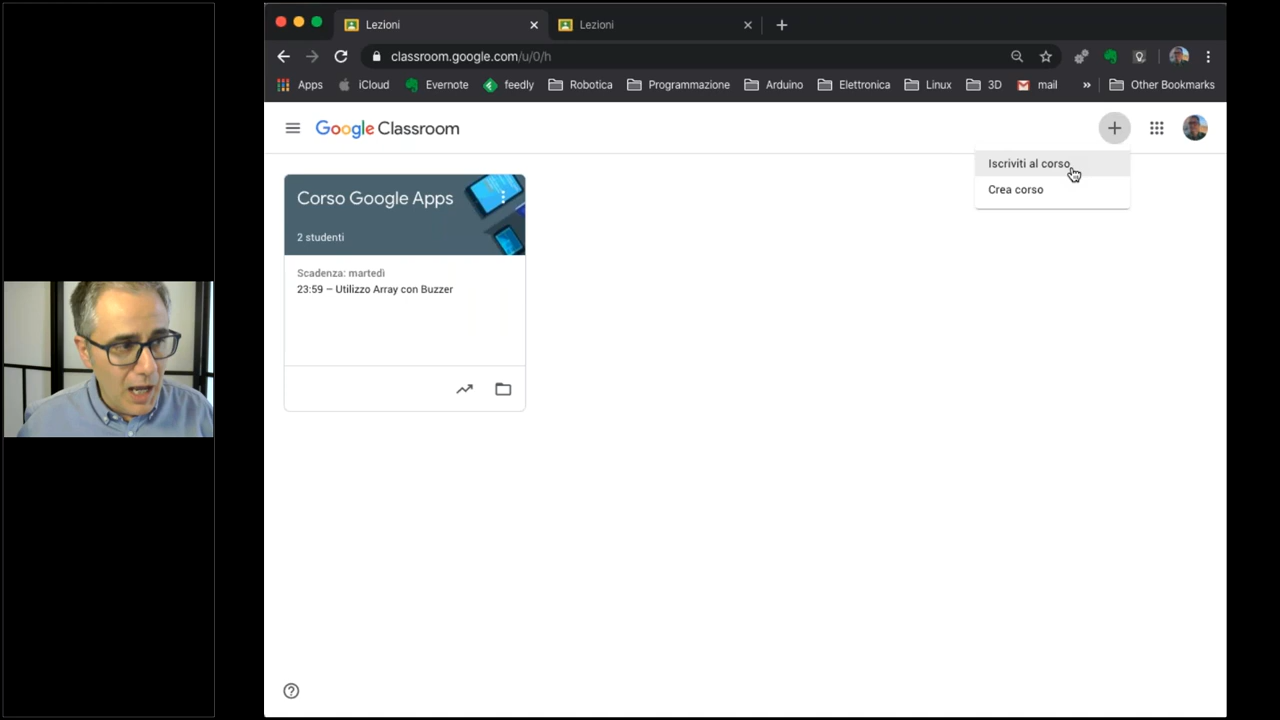 Lezioni
Lezioni
classroom.google.com/u/0/h
Apps iCloud Evernote feedly Robotica Programmazione Arduino Elettronica Linux 3D mail » Other Bookmarks
Google Classroom
Iscriviti al corso
Crea corso
Corso Google Apps
2 studenti
Scadenza: martedì
23:59 – Utilizzo Array con Buzzer